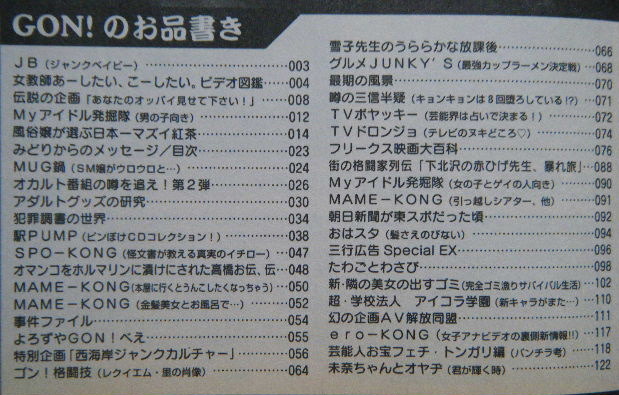 GON!のお品書き
JB(ジャンクベイビー)……003
女教師あーしたい、こーしたい。ビデオ図鑑……004
伝説の企画「あなたのオッパイ見せて下さい!」……008
Myアイドル発掘隊(男の子向き)……012
風俗嬢が選ぶ日本一マズイ紅茶……014
みどりからのメッセージ/目次……023
MUG鍋(SM嬢がウロウロと…)……024
オカルト番組の噂を追え!第2弾……026
アダルトグッズの研究……030
犯罪調書の世界……034
駅PUMP(ピンぼけCDコレクション!)……038
SPO-KONG(怪文書が教える真実のイチロー)……047
オマンコをホルマリンに漬けにされた高橋お伝、伝……048
MAME-KONG(本屋に行くとうんこしたくなっちゃう)……050
MAME-KONG(金髪美女とお風呂で…)……052
事件ファイル……054
よろずやGON!べえ……055
特別企画「西海岸ジャンクカルチャー」……056
ゴン!格闘技(レクイエム・里の肖像)……064
雪子先生のうららかな放課後……066
グルメJUNKY'S(最強カップラーメン決定戦)……068
最期の風景……070
噂の三信半疑(キョンキョンは8回堕ろしている!?)……071
TVボヤッキー(芸能界は占いで決まる!)……072
TVドロンジョ(テレビのヌキどころ♡)……074
フリークス映画大百科……076
街の格闘家列伝「下北沢の赤ひげ先生、暴れ旅」……088
Myアイドル発掘隊(女の子とゲイの人向き)……090
MAME-KONG(引っ越しシアター、他)……091
朝日新聞が東スポだった頃……092
おはスタ(髪さえのびない)……094
三行広告Special EX……096
たわごとわさび……098
新・隣の美女の出すゴミ(完全ゴミ漁りサバイバル生活)……102
超・学校法人 アイコラ学園(新キャラがまた…)……110
幻の企画AV解放同盟……111
ero-KONG(女子アナビデオの裏側新情報!!)……117
芸能人お宝フェチ・トンガリ編(パンチラ考)……118
未奈ちゃんとオヤヂ(君が輝く時)……122